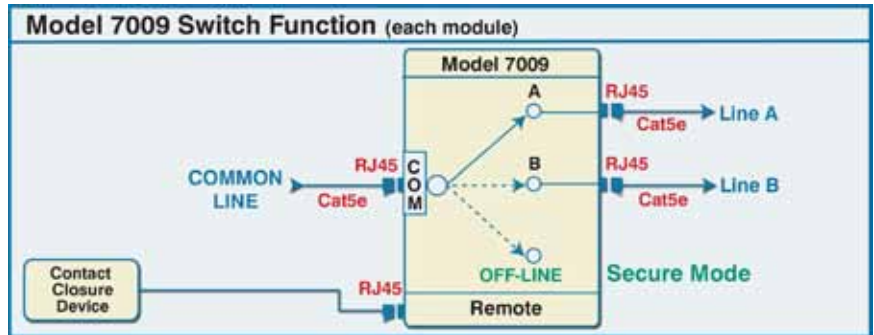 Model 7009 Switch Function (each module)
Model 7009
A
RJ45
Cat5e
Line A
COMMON
LINE
RJ45
Cat5e
COM
B
RJ45
Cat5e
Line B
OFF-LINE
Secure Mode
Contact
Closure
Device
RJ45
Remote